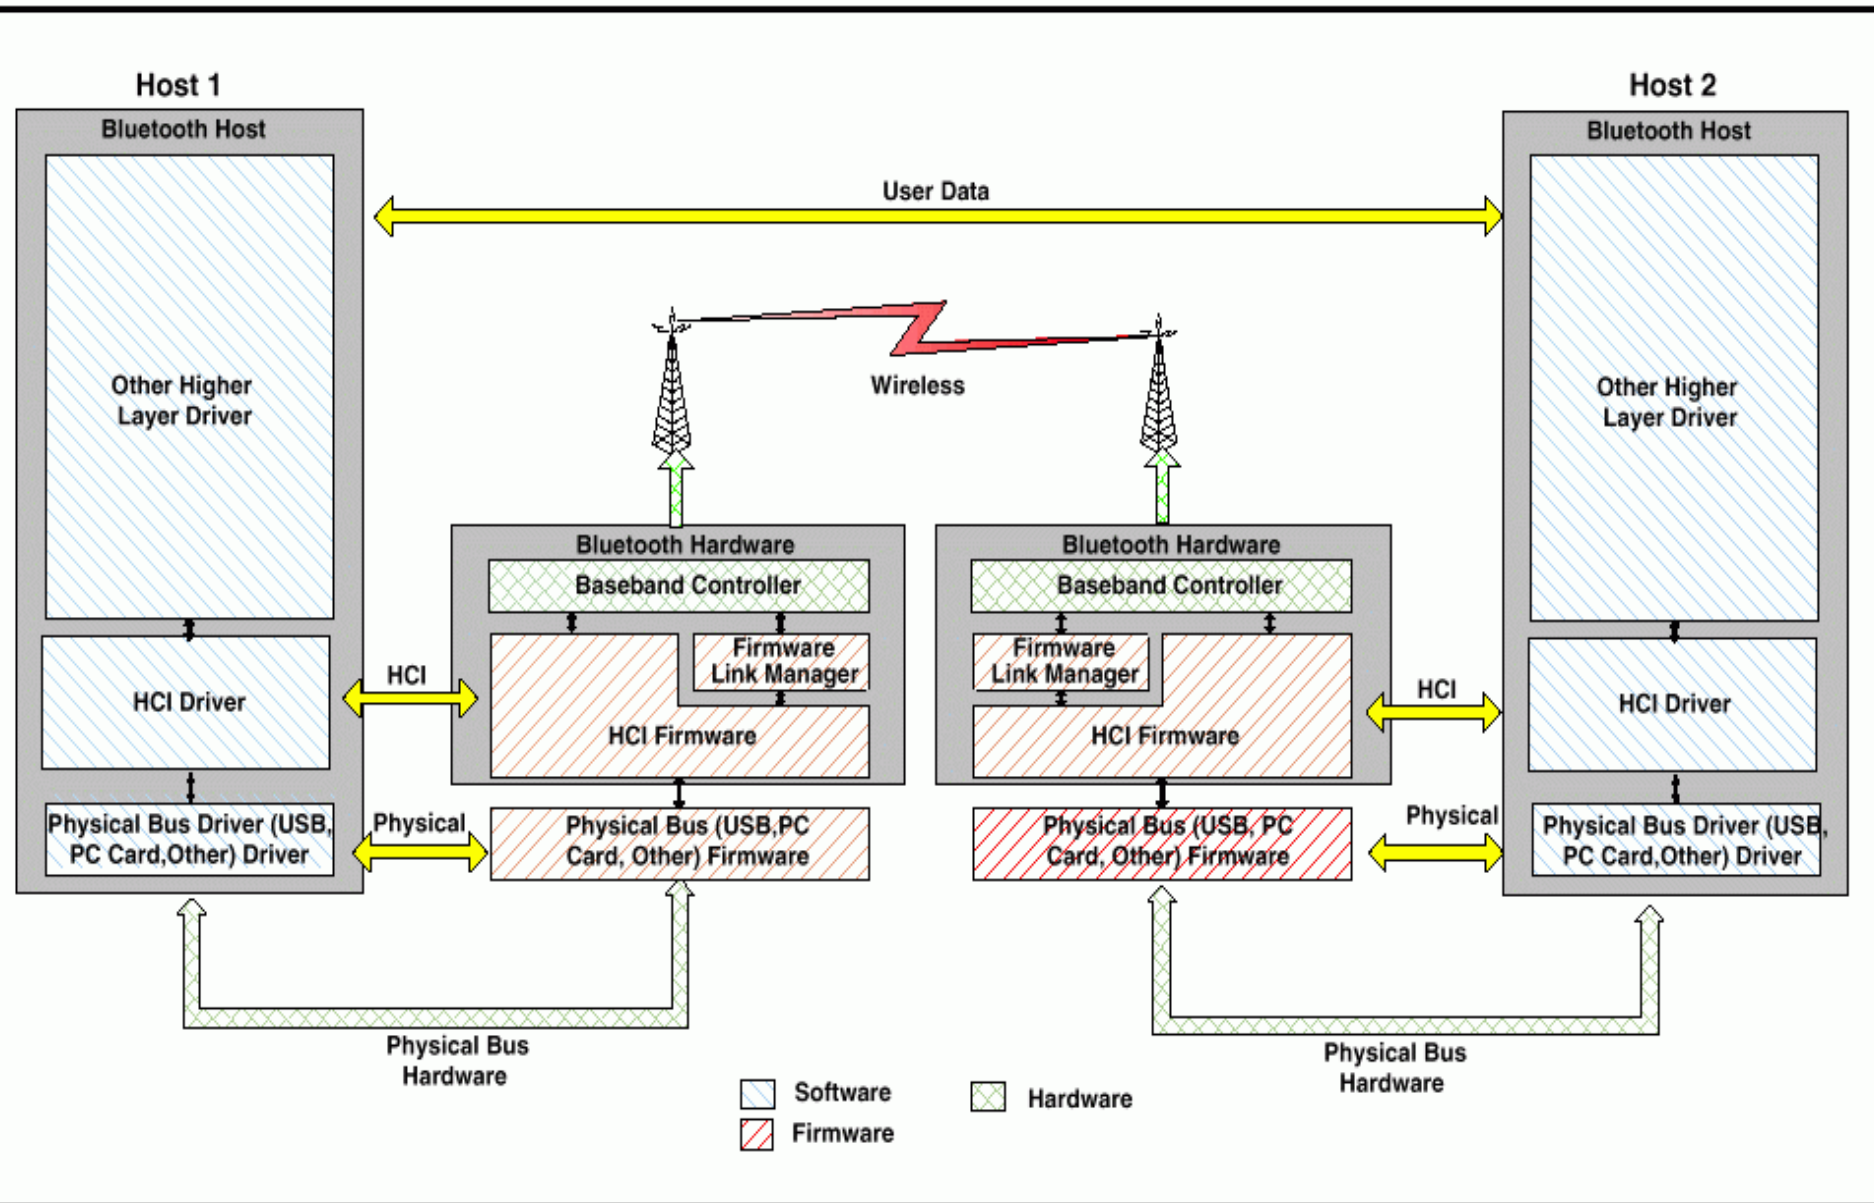 Host 1
Host 2
Bluetooth Host
Bluetooth Host
User Data
Other Higher
Layer Driver
Wireless
Other Higher
Layer Driver
Bluetooth Hardware
Baseband Controller
Bluetooth Hardware
Baseband Controller
Firmware
Link Manager
Firmware
Link Manager
HCI Driver
HCI
HCI Firmware
HCI Firmware
HCI
HCI Driver
Physical Bus Driver (USB,
PC Card,Other) Driver
Physical
Physical Bus (USB,PC
Card, Other) Firmware
Physical Bus (USB, PC
Card, Other) Firmware
Physical
Physical Bus Driver (USB,
PC Card,Other) Driver
Physical Bus
Hardware
Physical Bus
Hardware
Software
Hardware
Firmware